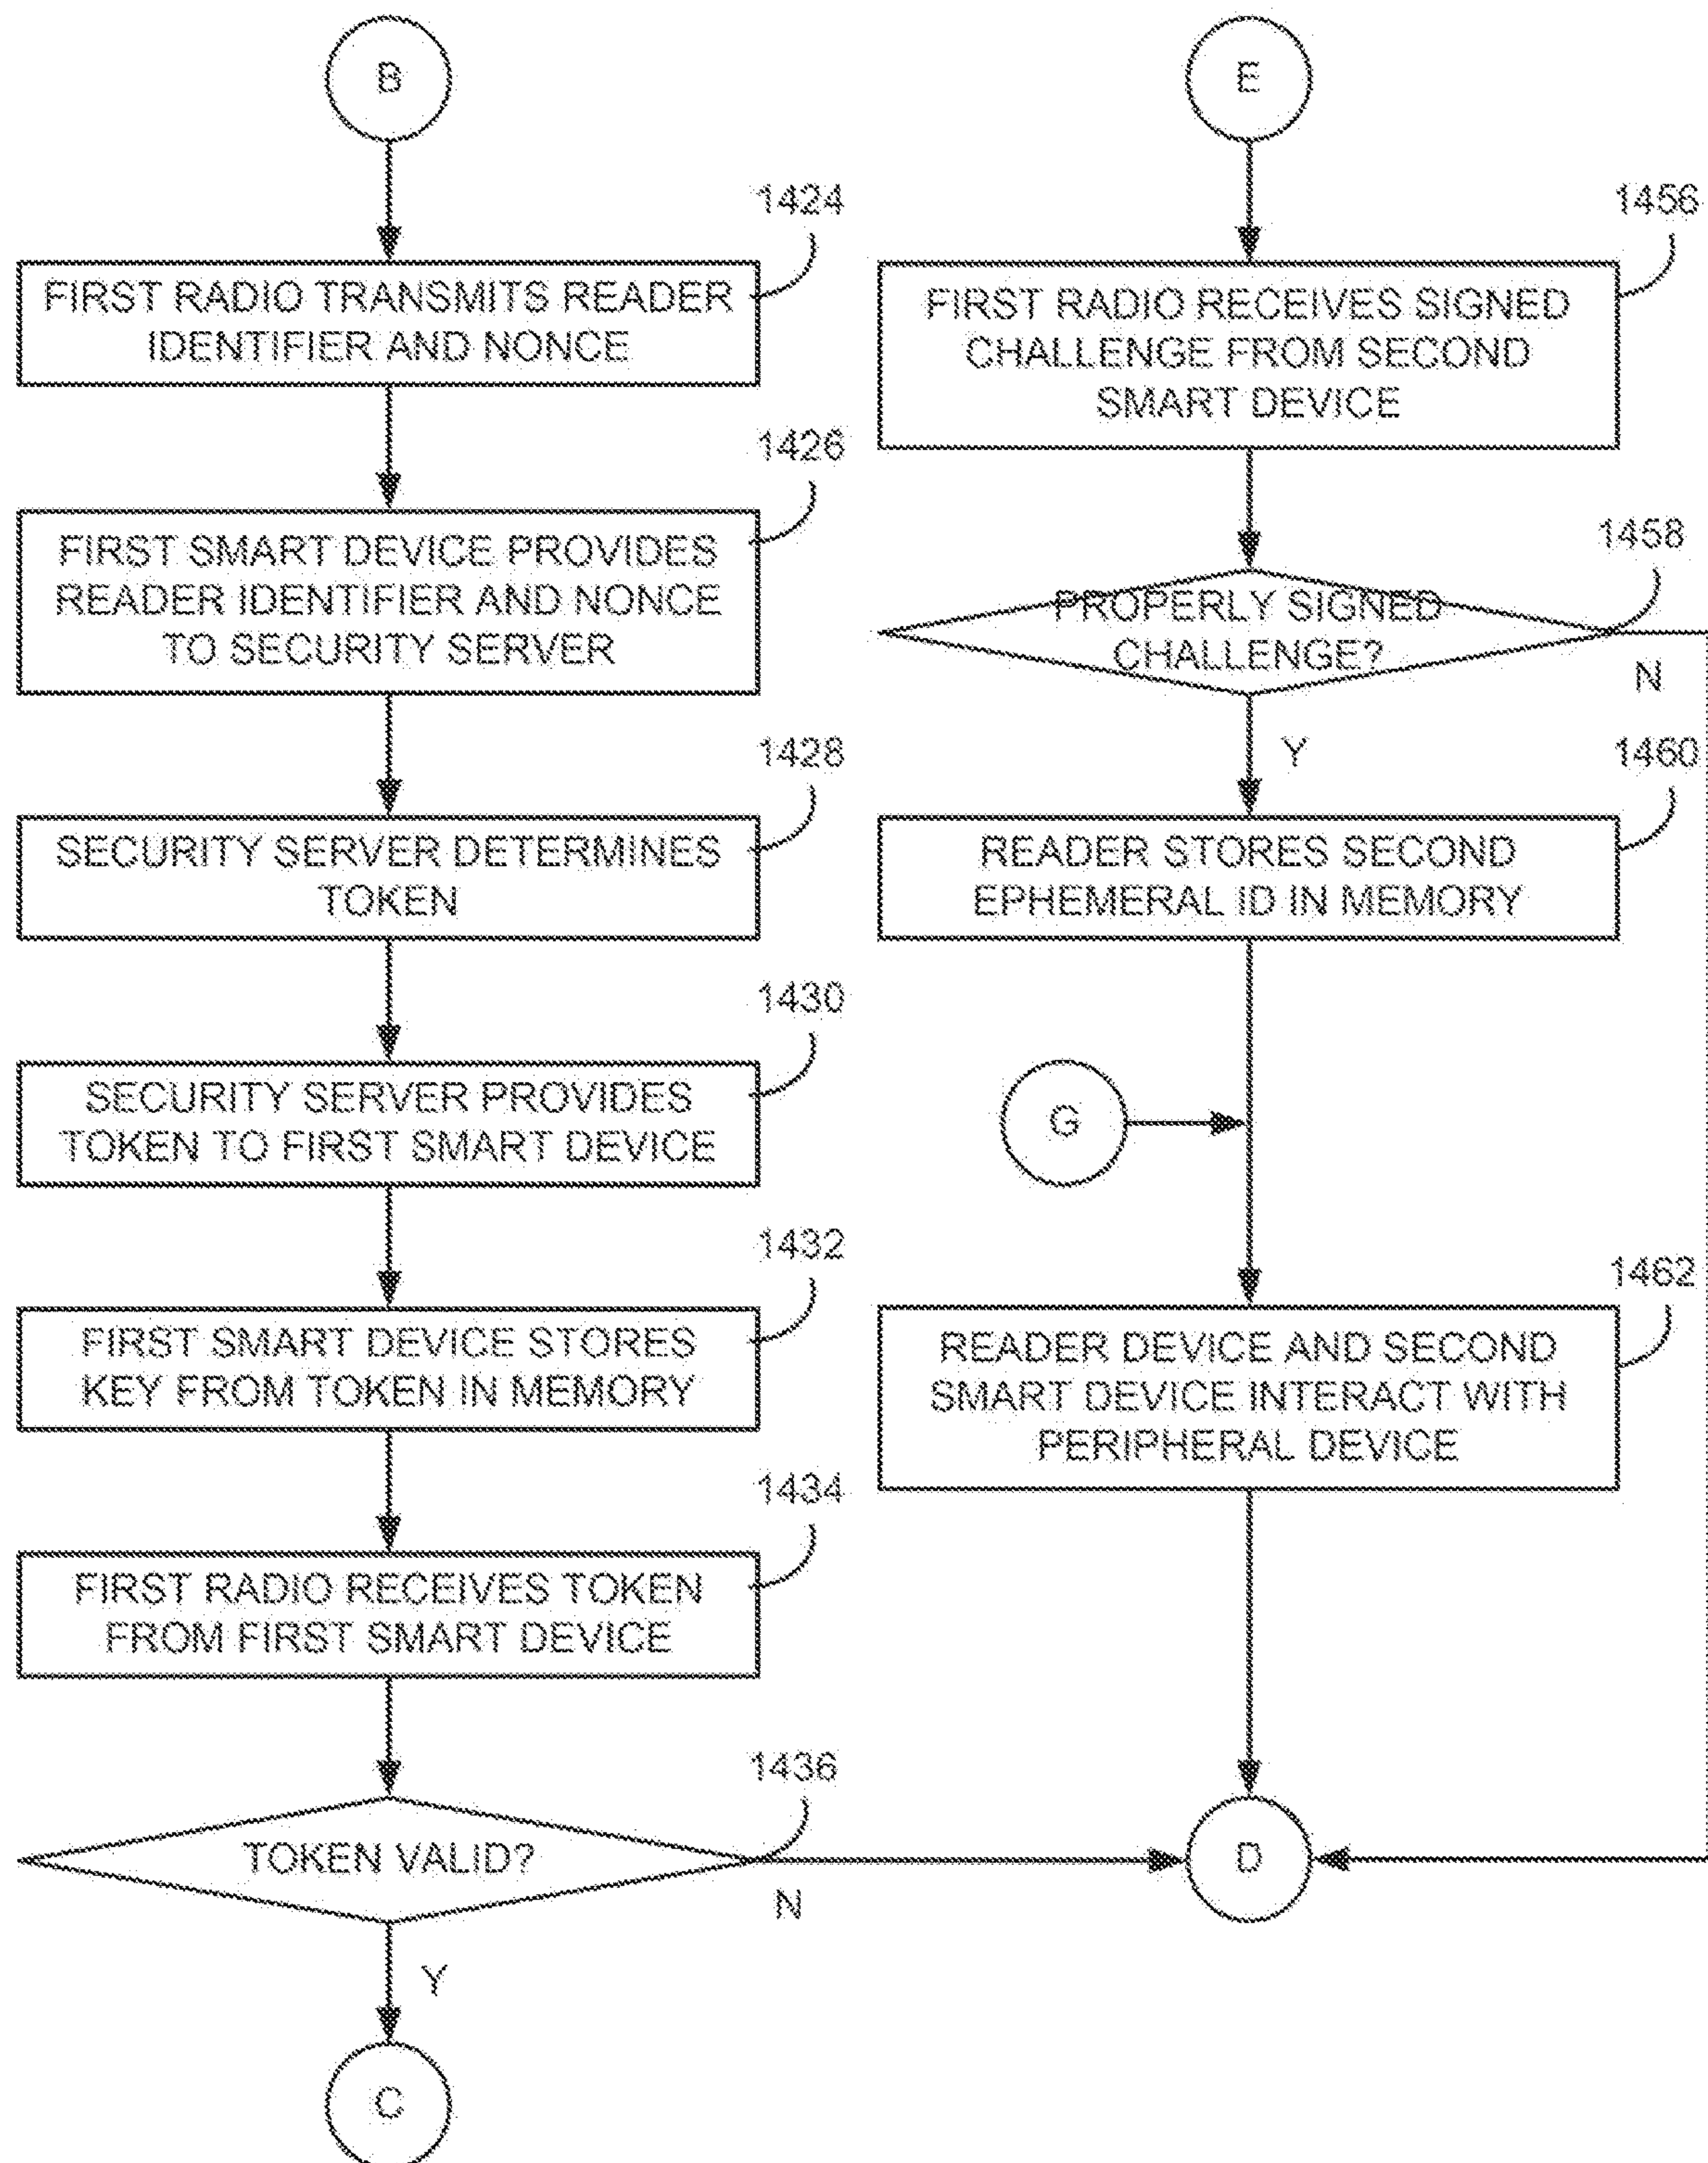 B
1424
FIRST RADIO TRANSMITS READER
IDENTIFIER AND NONCE
1426
FIRST SMART DEVICE PROVIDES
READER IDENTIFIER AND NONCE
TO SECURITY SERVER
1428
SECURITY SERVER DETERMINES
TOKEN
1430
SECURITY SERVER PROVIDES
TOKEN TO FIRST SMART DEVICE
1432
FIRST SMART DEVICE STORES
KEY FROM TOKEN IN MEMORY
1434
FIRST RADIO RECEIVES TOKEN
FROM FIRST SMART DEVICE
1436
TOKEN VALID?
N
Y
C
E
1456
FIRST RADIO RECEIVES SIGNED
CHALLENGE FROM SECOND
SMART DEVICE
1458
PROPERLY SIGNED
CHALLENGE?
N
Y
1460
READER STORES SECOND
EPHEMERAL ID IN MEMORY
G
1462
READER DEVICE AND SECOND
SMART DEVICE INTERACT WITH
PERIPHERAL DEVICE
D